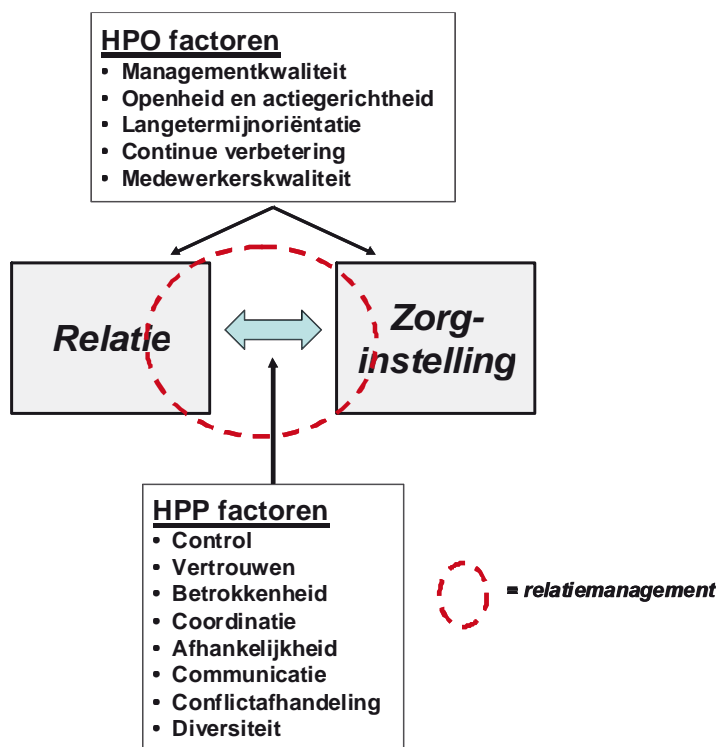 HPO factoren
• Managementkwaliteit
• Openheid en actiegerichtheid
• Langetermijnoriëntatie
• Continue verbetering
• Medewerkerskwaliteit
Relatie
Zorg-
instelling
HPP factoren
• Control
• Vertrouwen
• Betrokkenheid
• Coordinatie
• Afhankelijkheid
• Communicatie
• Conflictafhandeling
• Diversiteit
= relatiemanagement